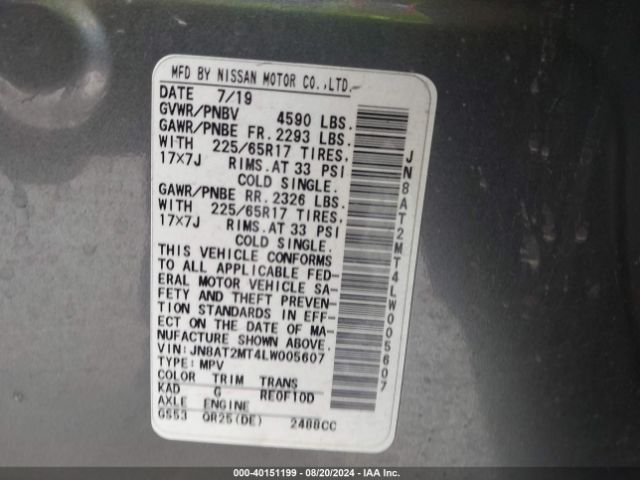 MFD BY NISSAN MOTOR CO.,LTD.
DATE 7/19
GVWR/PNBV 4590 LBS.
GAWR/PNBE FR. 2293 LBS.
WITH 225/65R17 TIRES,
17X7J RIMS. AT 33 PSI
COLD SINGLE.
GAWR/PNBE RR. 2326 LBS.
WITH 225/65R17 TIRES,
17X7J RIMS. AT 33 PSI
COLD SINGLE.
THIS VEHICLE CONFORMS
TO ALL APPLICABLE FED-
ERAL MOTOR VEHICLE SA-
FETY AND THEFT PREVEN-
TION STANDARDS IN EFF-
ECT ON THE DATE OF MA-
NUFACTURE SHOWN ABOVE.
VIN:JN8AT2MT4LW005607
TYPE:MPV
COLOR TRIM TRANS
KAD G RE0F10D
AXLE ENGINE
GS53 QR25(DE) 2488CC
JN8AT2MT4LW005607
000-40151199 - 08/20/2024 - IAA Inc.